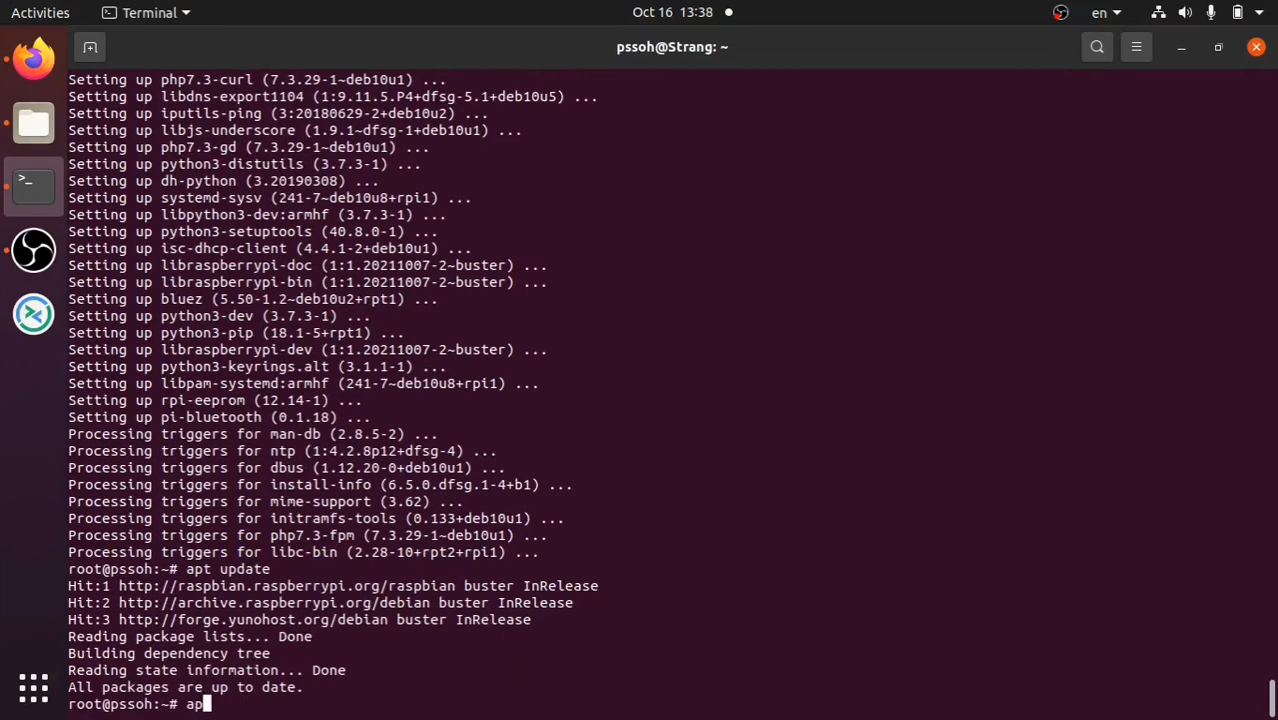 Activities
Terminal
Oct 16 13:38
en
pssoh@Strang: ~
Setting up php7.3-curl (7.3.29-1~deb10u1) ...
Setting up libdns-export1104 (1:9.11.5.P4+dfsg-5.1+deb10u5) ...
Setting up iputils-ping (3:20180629-2+deb10u2) ...
Setting up libjs-underscore (1.9.1~dfsg-1+deb10u1) ...
Setting up php7.3-gd (7.3.29-1~deb10u1) ...
Setting up python3-distutils (3.7.3-1) ...
Setting up dh-python (3.20190308) ...
Setting up systemd-sysv (241-7~deb10u8+rpi1) ...
Setting up libpython3-dev:armhf (3.7.3-1) ...
Setting up python3-setuptools (40.8.0-1) ...
Setting up isc-dhcp-client (4.4.1-2+deb10u1) ...
Setting up libraspberrypi-doc (1:1.20211007-2~buster) ...
Setting up libraspberrypi-bin (1:1.20211007-2~buster) ...
Setting up bluez (5.50-1.2~deb10u2+rpt1) ...
Setting up python3-dev (3.7.3-1) ...
Setting up python3-pip (18.1-5+rpt1) ...
Setting up libraspberrypi-dev (1:1.20211007-2~buster) ...
Setting up python3-keyrings.alt (3.1.1-1) ...
Setting up libpam-systemd:armhf (241-7~deb10u8+rpi1) ...
Setting up rpi-eeprom (12.14-1) ...
Setting up pi-bluetooth (0.1.18) ...
Processing triggers for man-db (2.8.5-2) ...
Processing triggers for ntp (1:4.2.8p12+dfsg-4) ...
Processing triggers for dbus (1.12.20-0+deb10u1) ...
Processing triggers for install-info (6.5.0.dfsg.1-4+b1) ...
Processing triggers for mime-support (3.62) ...
Processing triggers for initramfs-tools (0.133+deb10u1) ...
Processing triggers for php7.3-fpm (7.3.29-1~deb10u1) ...
Processing triggers for libc-bin (2.28-10+rpt2+rpi1) ...
root@pssoh:~# apt update
Hit:1 http://raspbian.raspberrypi.org/raspbian buster InRelease
Hit:2 http://archive.raspberrypi.org/debian buster InRelease
Hit:3 http://forge.yunohost.org/debian buster InRelease
Reading package lists... Done
Building dependency tree
Reading state information... Done
All packages are up to date.
root@pssoh:~# ap